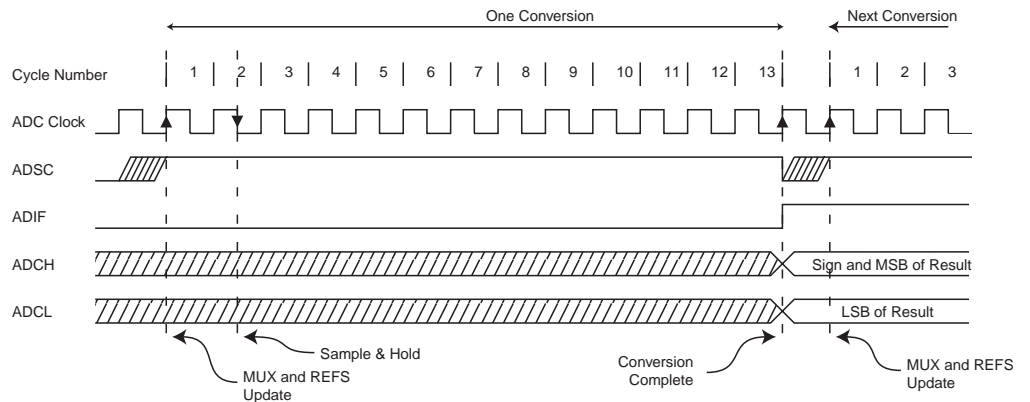 One Conversion
Next Conversion
Cycle Number 1 2 3 4 5 6 7 8 9 10 11 12 13 1 2 3
ADC Clock
ADSC
ADIF
ADCH
Sign and MSB of Result
ADCL
LSB of Result
Sample & Hold
MUX and REFS
Update
Conversion
Complete
MUX and REFS
Update